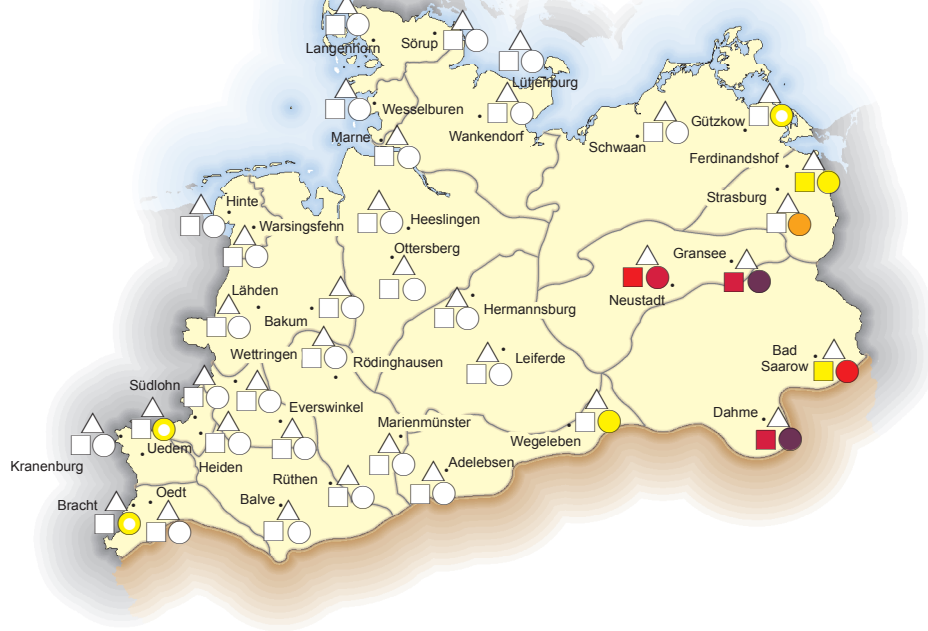 Langenhorn
Sörup
Lütjenburg
Wesselburen
Wankendorf
Marne
Schwaan
Gützkow
Ferdinandshof
Strasburg
Hinte
Warsingsfehn
Heeslingen
Ottersberg
Gransee
Neustadt
Lähden
Bakum
Hermannsburg
Wettringen
Rödinghausen
Leiferde
Bad
Saarow
Südlohn
Everswinkel
Marienmünster
Dahme
Wegeleben
Uedem
Kranenburg
Heiden
Adelebsen
Rüthen
Oedt
Balve
Bracht